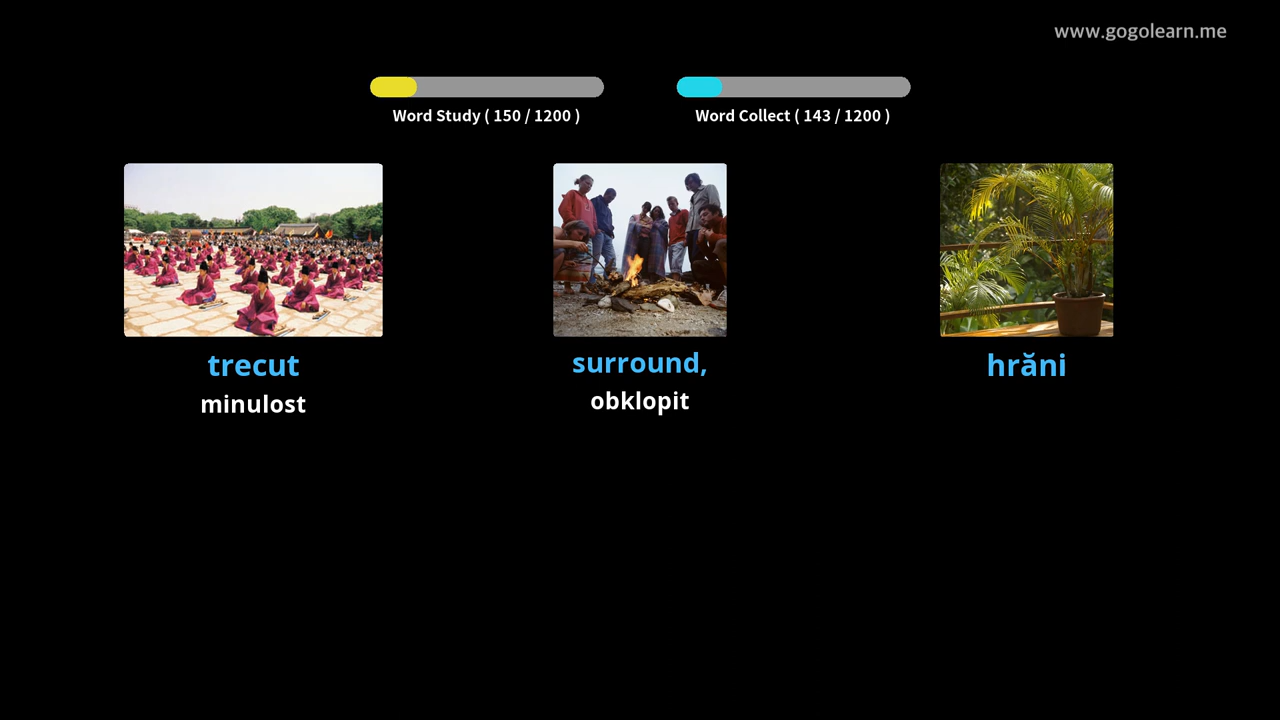 www.gogolearn.me
Word Study ( 150 / 1200 )
Word Collect ( 143 / 1200 )
trecut
minulost
surround,
obklopit
hrăni